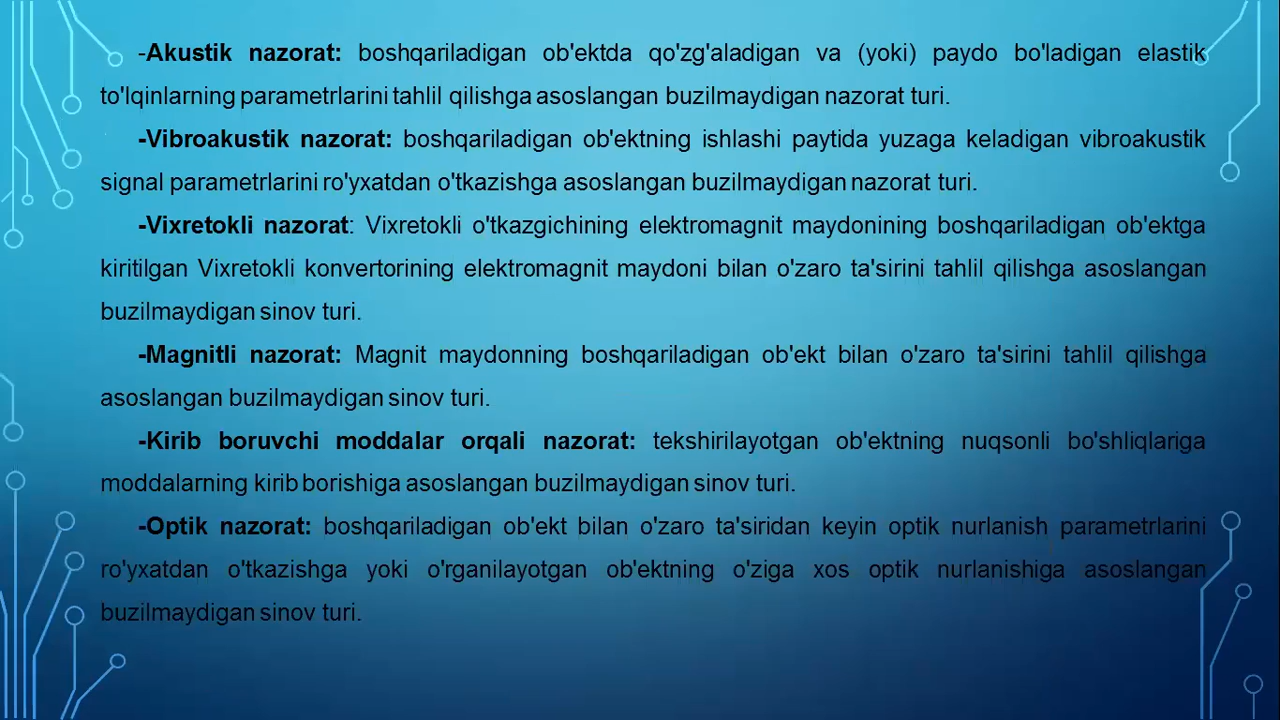 -Akustik nazorat: boshqariladigan ob'ektda qo'zg'aladigan va (yoki) paydo bo'ladigan elastik
to'lqinlarning parametrlarini tahlil qilishga asoslangan buzilmaydigan nazorat turi.
-Vibroakustik nazorat: boshqariladigan ob'ektning ishlashi paytida yuzaga keladigan vibroakustik
signal parametrlarini ro'yxatdan o'tkazishga asoslangan buzilmaydigan nazorat turi.
-Vixretokli nazorat: Vixretokli o'tkazgichining elektromagnit maydonining boshqariladigan ob'ektga
kiritilgan Vixretokli konvertorining elektromagnit maydoni bilan o'zaro ta'sirini tahlil qilishga asoslangan
buzilmaydigan sinov turi.
-Magnitli nazorat: Magnit maydonning boshqariladigan ob'ekt bilan o'zaro ta'sirini tahlil qilishga
asoslangan buzilmaydigan sinov turi.
-Kirib boruvchi moddalar orqali nazorat: tekshirilayotgan ob'ektning nuqsonli bo'shliqlariga
moddalarning kirib borishiga asoslangan buzilmaydigan sinov turi.
-Optik nazorat: boshqariladigan ob'ekt bilan o'zaro ta'siridan keyin optik nurlanish parametrlarini
ro'yxatdan o'tkazishga yoki o'rganilayotgan ob'ektning o'ziga xos optik nurlanishiga asoslangan
buzilmaydigan sinov turi.